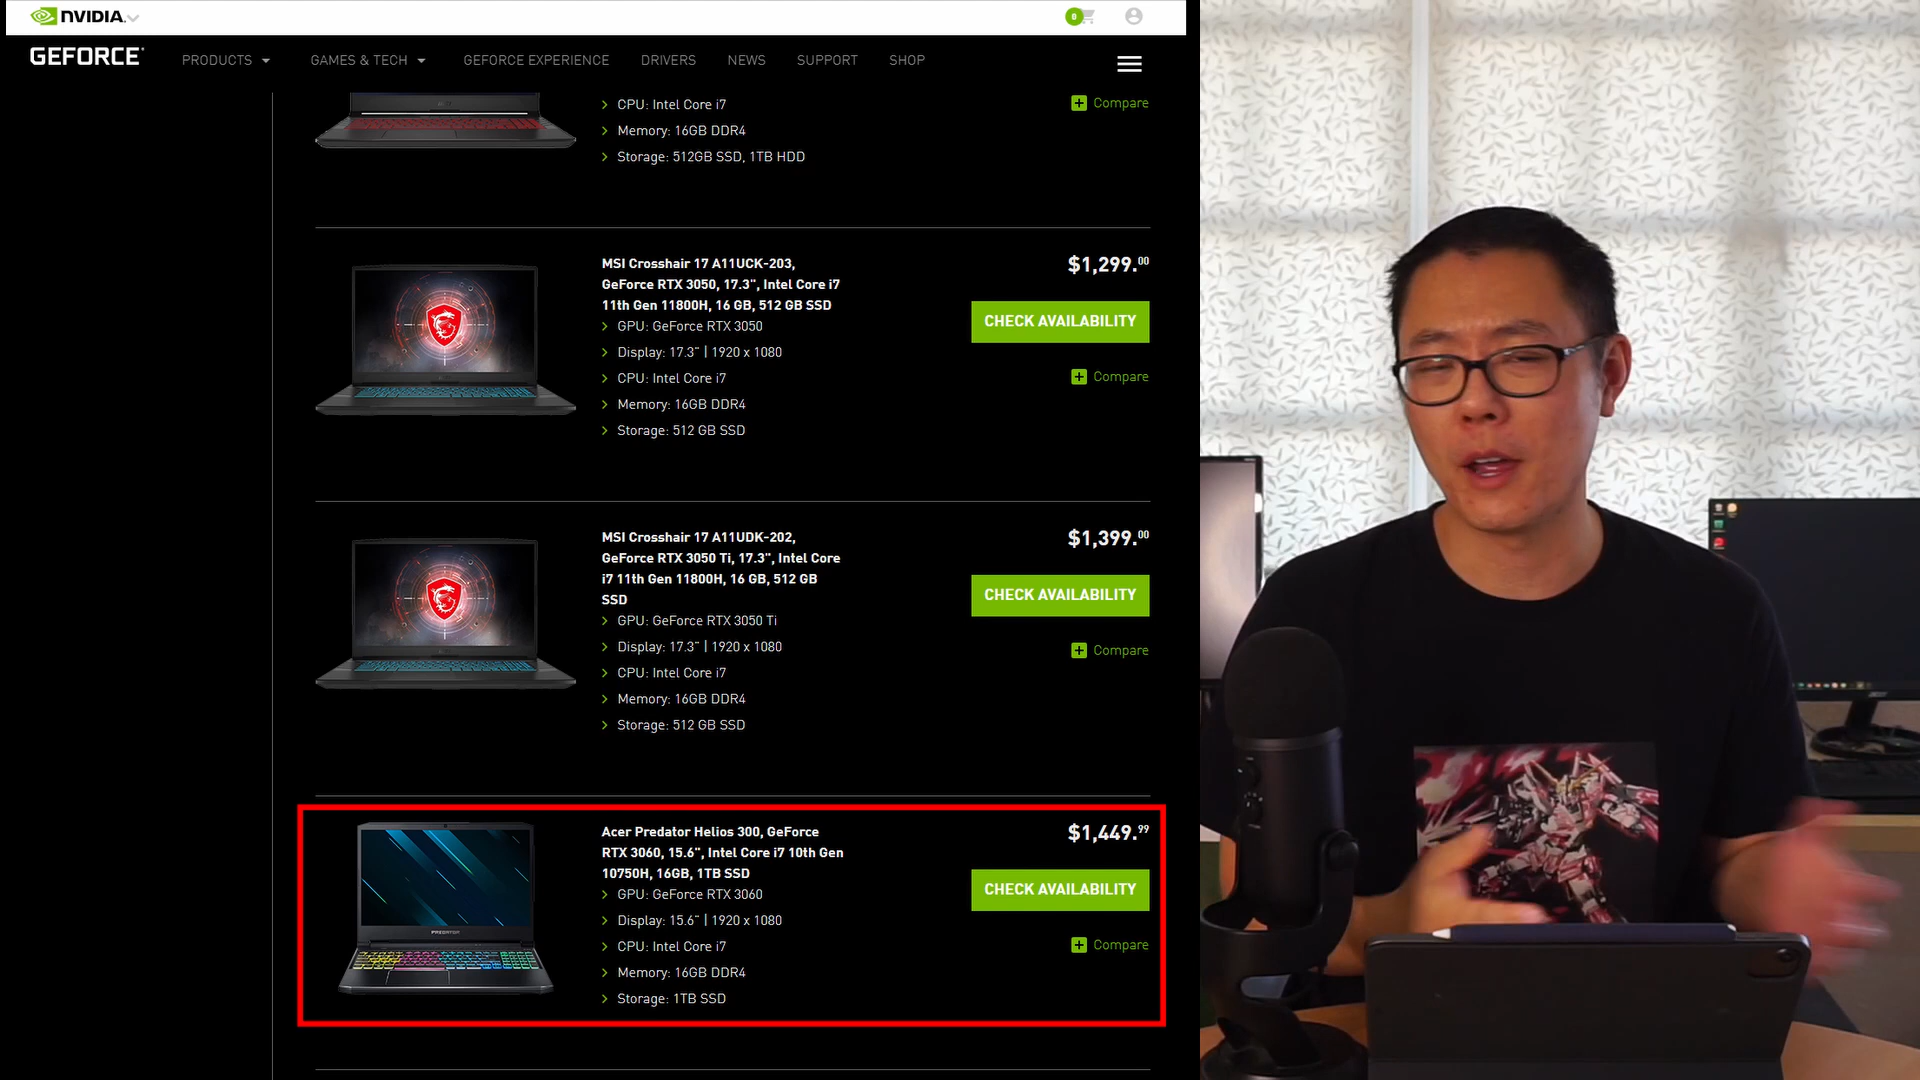 NVIDIA.
0
GEFORCE
PRODUCTS
GAMES & TECH
GEFORCE EXPERIENCE
DRIVERS
NEWS
SUPPORT
SHOP
CPU: Intel Core i7
Memory: 16GB DDR4
Storage: 512GB SSD, 1TB HDD
Compare
MSI Crosshair 17 A11UCK-203,
GeForce RTX 3050, 17.3", Intel Core i7
11th Gen 11800H, 16 GB, 512 GB SSD
GPU: GeForce RTX 3050
Display: 17.3" | 1920 x 1080
CPU: Intel Core i7
Memory: 16GB DDR4
Storage: 512 GB SSD
$1,299.00
CHECK AVAILABILITY
Compare
MSI Crosshair 17 A11UDK-202,
GeForce RTX 3050 Ti, 17.3", Intel Core
i7 11th Gen 11800H, 16 GB, 512 GB
SSD
GPU: GeForce RTX 3050 Ti
Display: 17.3" | 1920 x 1080
CPU: Intel Core i7
Memory: 16GB DDR4
Storage: 512 GB SSD
$1,399.00
CHECK AVAILABILITY
Compare
PREDATOR
Acer Predator Helios 300, GeForce
RTX 3060, 15.6", Intel Core i7 10th Gen
10750H, 16GB, 1TB SSD
GPU: GeForce RTX 3060
Display: 15.6" | 1920 x 1080
CPU: Intel Core i7
Memory: 16GB DDR4
Storage: 1TB SSD
$1,449.99
CHECK AVAILABILITY
Compare